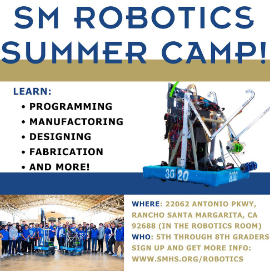 SM ROBOTICS
SUMMER CAMP!
LEARN:
• PROGRAMMING
• MANUFACTORING
• DESIGNING
• FABRICATION
• AND MORE!
3020
WHERE: 22062 ANTONIO PKWY,
RANCHO SANTA MARGARITA, CA
92688 (IN THE ROBOTICS ROOM)
WHO: 5TH THROUGH 8TH GRADERS
SIGN UP AND GET MORE INFO:
WWW.SMHS.ORG/ROBOTICS